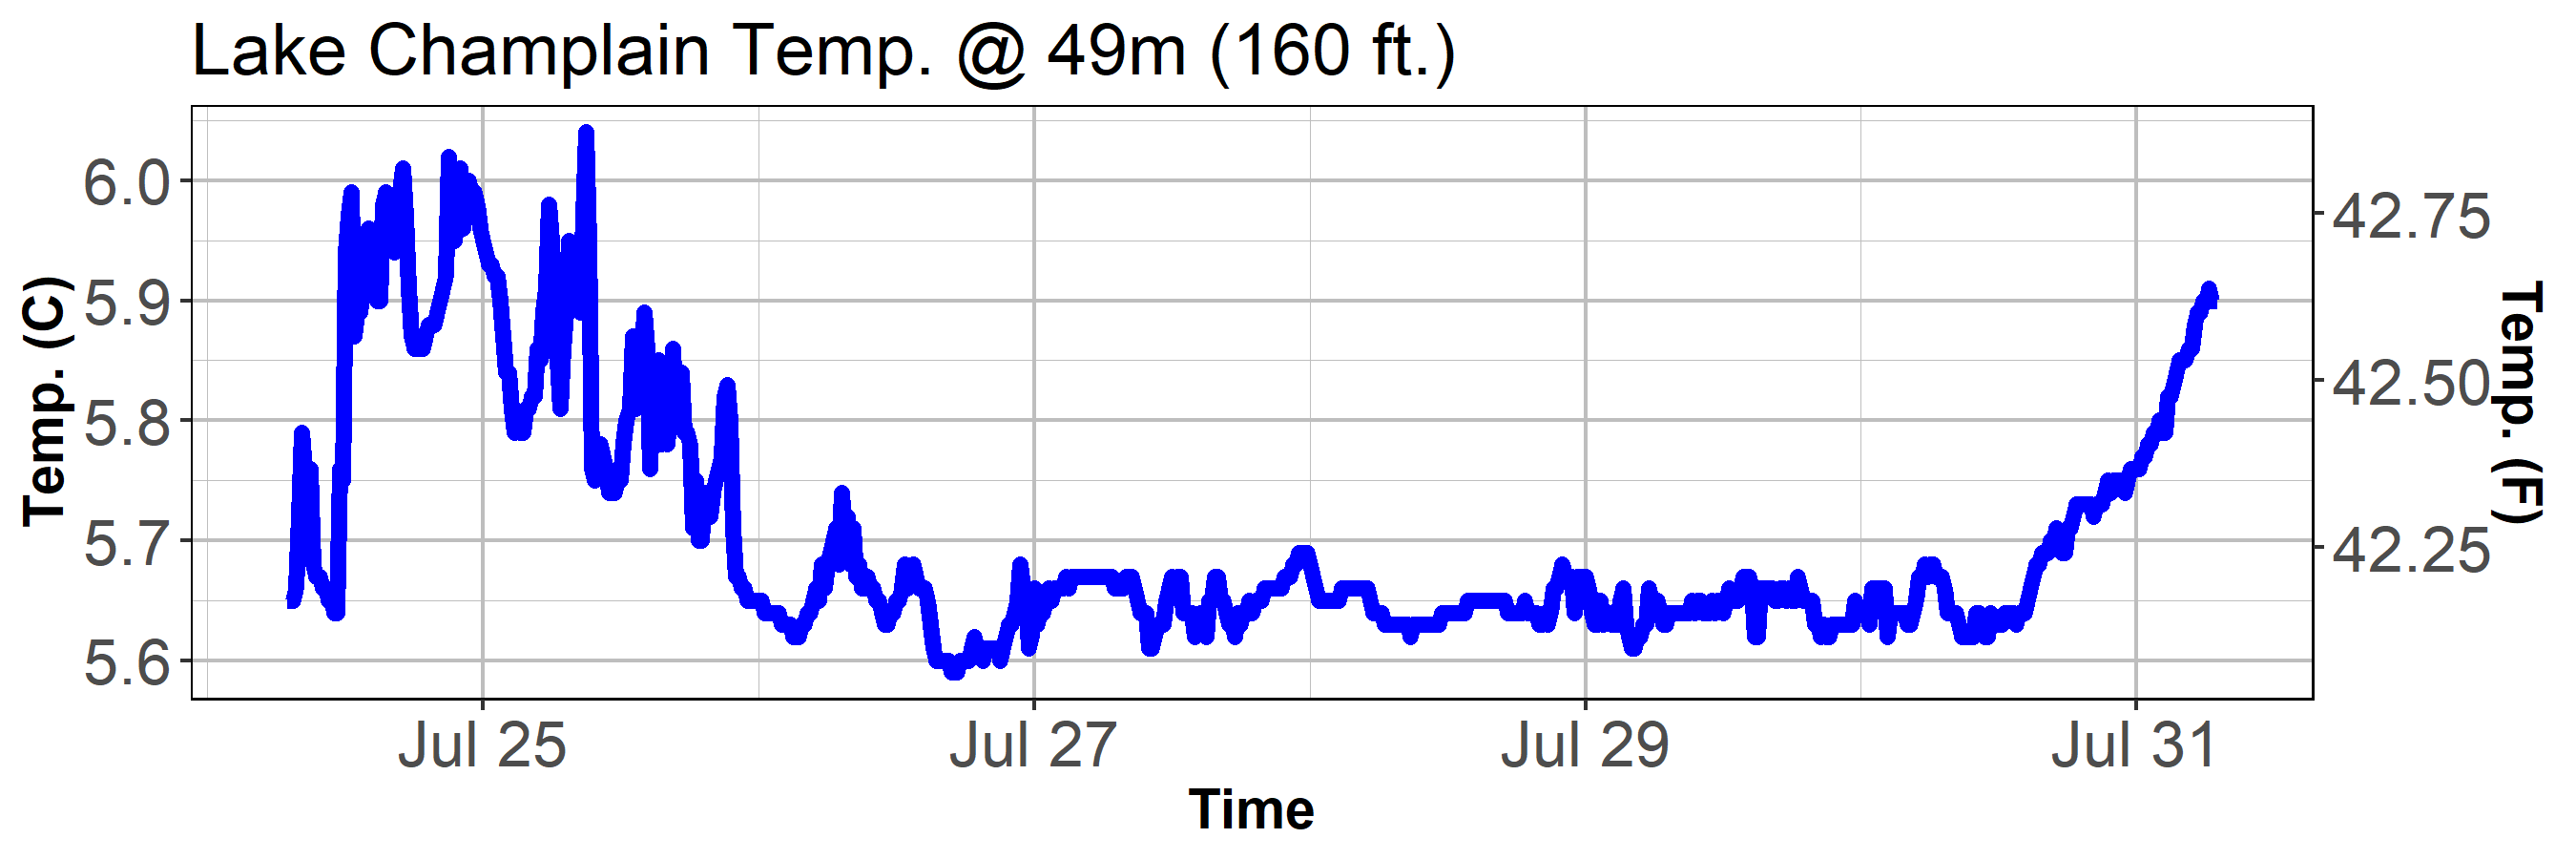 Lake Champlain Temp. @ 49m (160 ft.)
Temp. (C)
6.0
5.9
5.8
5.7
5.6
42.75
42.50
42.25
Temp. (F)
Jul 25
Jul 27
Jul 29
Jul 31
Time